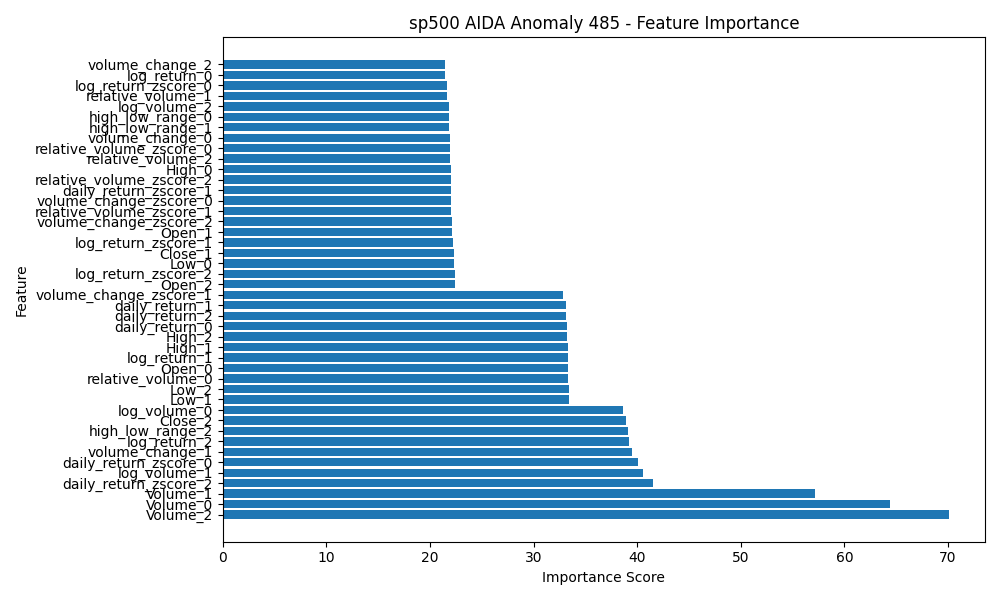 sp500 AIDA Anomaly 485 - Feature Importance
volume_change_2
log_return_0
log_return_zscore_0
relative_volume_1
log_volume_2
high_low_range_0
high_low_range_1
volume_change_0
relative_volume_zscore_0
relative_volume_2
High_0
relative_volume_zscore_2
daily_return_zscore_1
volume_change_zscore_0
relative_volume_zscore_1
volume_change_zscore_2
Open_1
log_return_zscore_1
Close_1
Low_0
log_return_zscore_2
Open_2
volume_change_zscore_1
daily_return_1
daily_return_2
daily_return_0
High_2
High_1
log_return_1
Open_0
relative_volume_0
Low_2
Low_1
log_volume_0
Close_2
high_low_range_2
log_return_2
volume_change_1
daily_return_zscore_0
log_volume_1
daily_return_zscore_2
Volume_1
Volume_0
Volume_2
Feature
0 10 20 30 40 50 60 70
Importance Score